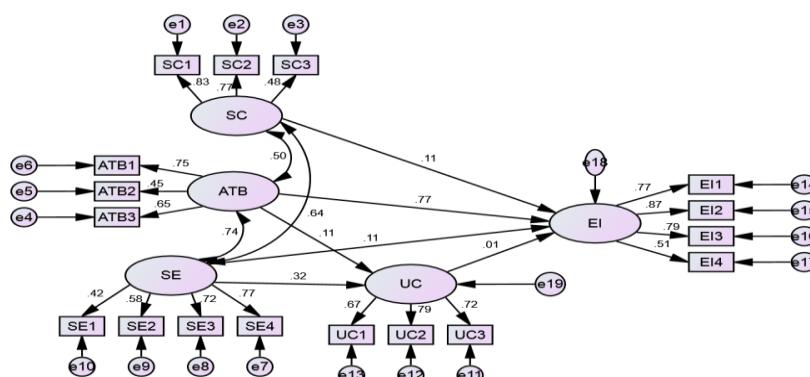 e1 e2 e3
SC1 SC2 SC3
.83 .77 .48
SC
.50
e6 ATB1 .75
e5 ATB2 .45
e4 ATB3 .65
ATB
.11
.77
.64
.74
.11
.11
e18
EI
.77 EI1
.87 EI2 e15
.79 EI3 e16
.51 EI4 e17
.01
SE
.32
UC
e19
.42 .58 .72 .77
SE1 SE2 SE3 SE4
e10 e9 e8 e7
.67 .79 .72
UC1 UC2 UC3
e13 e12 e11